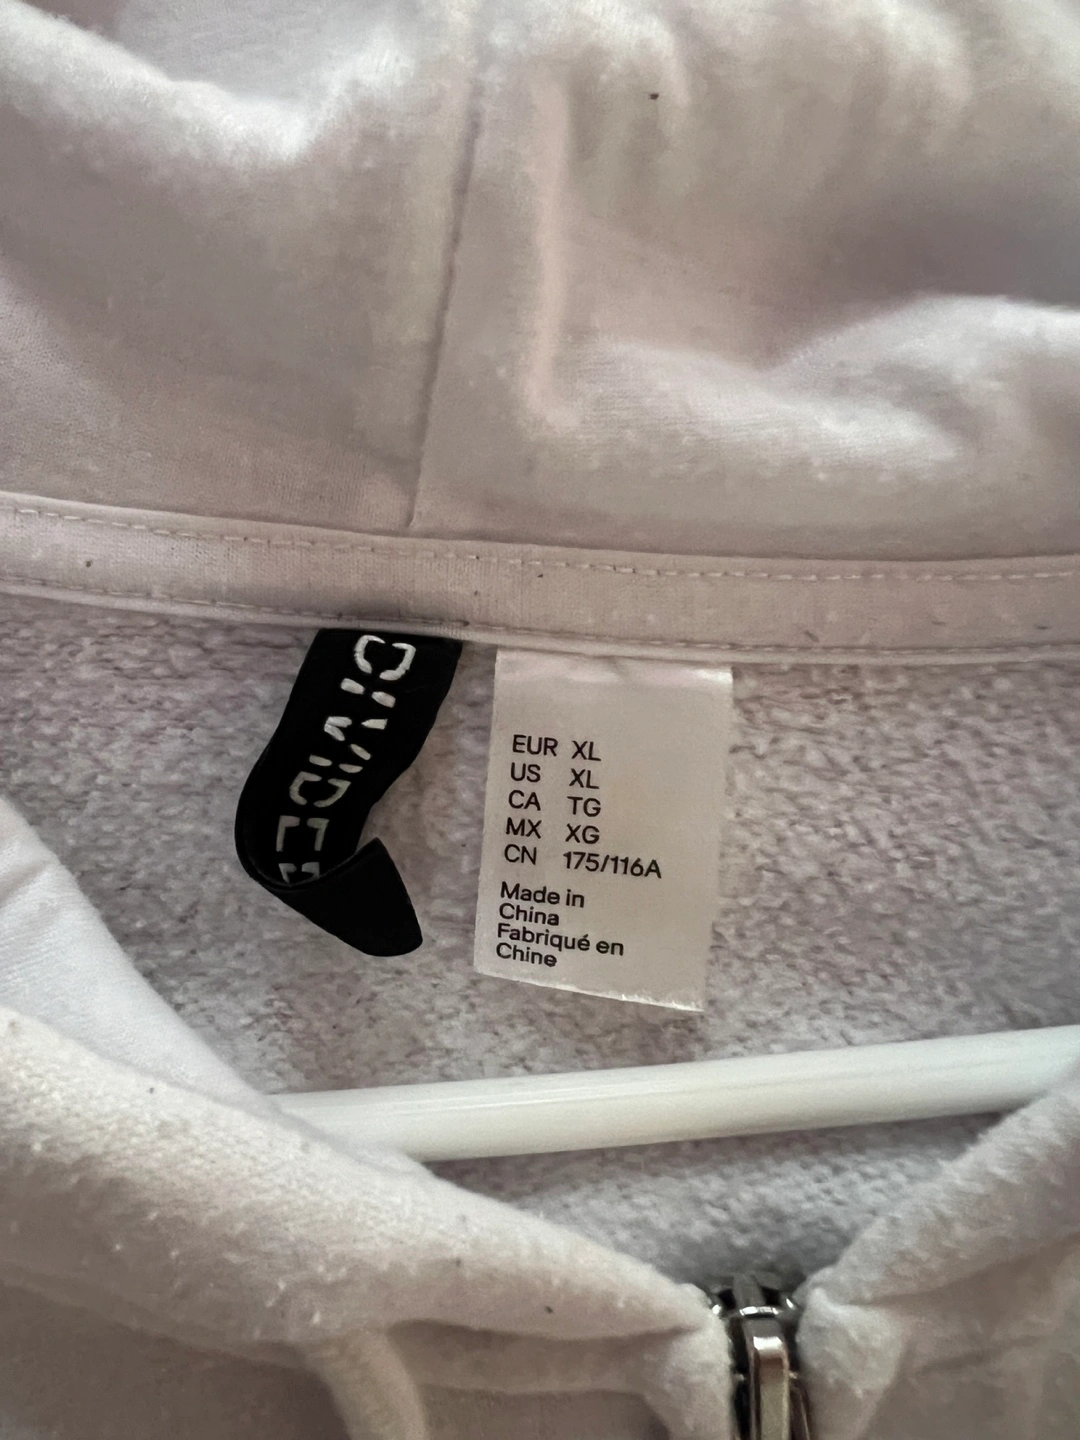 DIVIDED
EUR XL
US XL
CA TG
MX XG
CN 175/116A
Made in
China
Fabriqué en
Chine